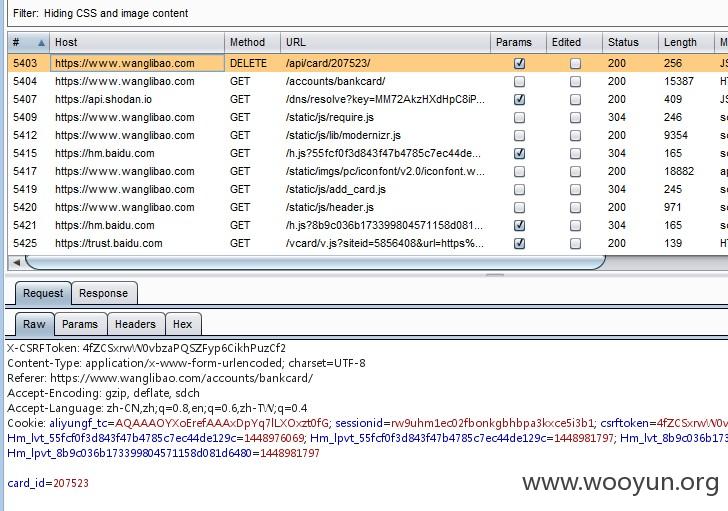 Filter: Hiding CSS and image content
# Host Method URL Params Edited Status Length M
5403 https://www.wanglibao.com DELETE /api/card/207523/ 200 256 JS
5404 https://www.wanglibao.com GET /accounts/bankcard/ 200 15387 H
5407 https://api.shodan.io GET /dns/resolve?key=MM72AkzHXdHpC8iP... 200 409 JS
5409 https://www.wanglibao.com GET /static/js/require.js 304 246 sc
5412 https://www.wanglibao.com GET /static/js/lib/modernizr.js 200 9354 sc
5415 https://hm.baidu.com GET /h.js?55fcf0f3d843f47b4785c7ec44de... 304 165 sc
5417 https://www.wanglibao.com GET /static/imgs/pc/iconfont/v2.0/iconfont.w... 200 18882 ap
5419 https://www.wanglibao.com GET /static/js/add_card.js 304 245 sc
5420 https://www.wanglibao.com GET /static/js/header.js 200 971 sc
5421 https://hm.baidu.com GET /h.js?8b9c036b173399804571158d081... 304 165 sc
5425 https://trust.baidu.com GET /vcard/v.js?siteid=5856408&url=https%... 200 139 H
Request Response
Raw Params Headers Hex
X-CSRFToken: 4fZCSxrwW0vbzaPQSZFyp6CikhPuzCf2
Content-Type: application/x-www-form-urlencoded; charset=UTF-8
Referer: https://www.wanglibao.com/accounts/bankcard/
Accept-Encoding: gzip, deflate, sdch
Accept-Language: zh-CN,zh;q=0.8,en;q=0.6,zh-TW;q=0.4
Cookie: aliyungf_tc=AQAAAOYXoErefAAAxDpYq7lLXOxzt0fG; sessionid=rw9uhm1ec02fbonkgbhbpa3kxce5i3b1; csrftoken=4fZCSxrwW0v
Hm_lvt_55fcf0f3d843f47b4785c7ec44de129c=1448976069; Hm_lpvt_55fcf0f3d843f47b4785c7ec44de129c=1448981797; Hm_lvt_8b9c036b173
Hm_lpvt_8b9c036b173399804571158d081d6480=1448981797
card_id=207523
www.wooyun.org